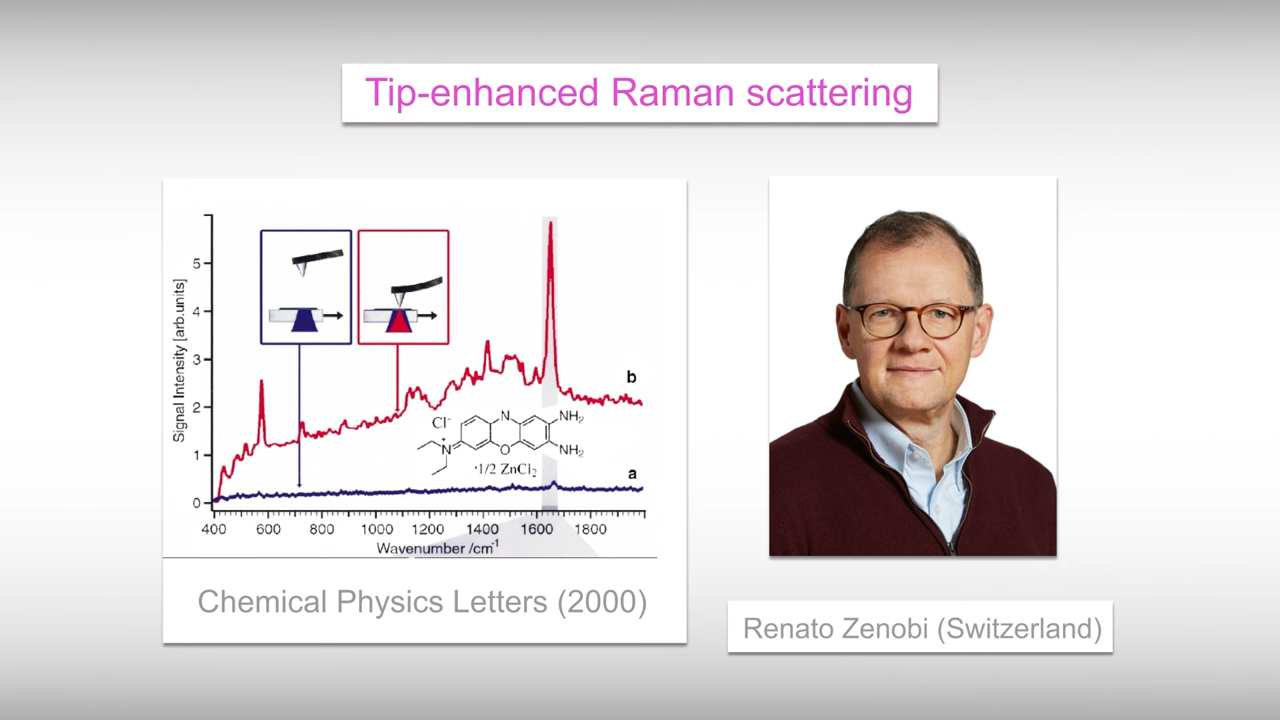 Tip-enhanced Raman scattering
Signal Intensity [arb.units]
5
4
3
2
1
0
b
a
Cl⁻
N
NH₂
NH₂
O
N⁺
·1/2 ZnCl₂
400 600 800 1000 1200 1400 1600 1800
Wavenumber /cm⁻¹
Chemical Physics Letters (2000)
Renato Zenobi (Switzerland)